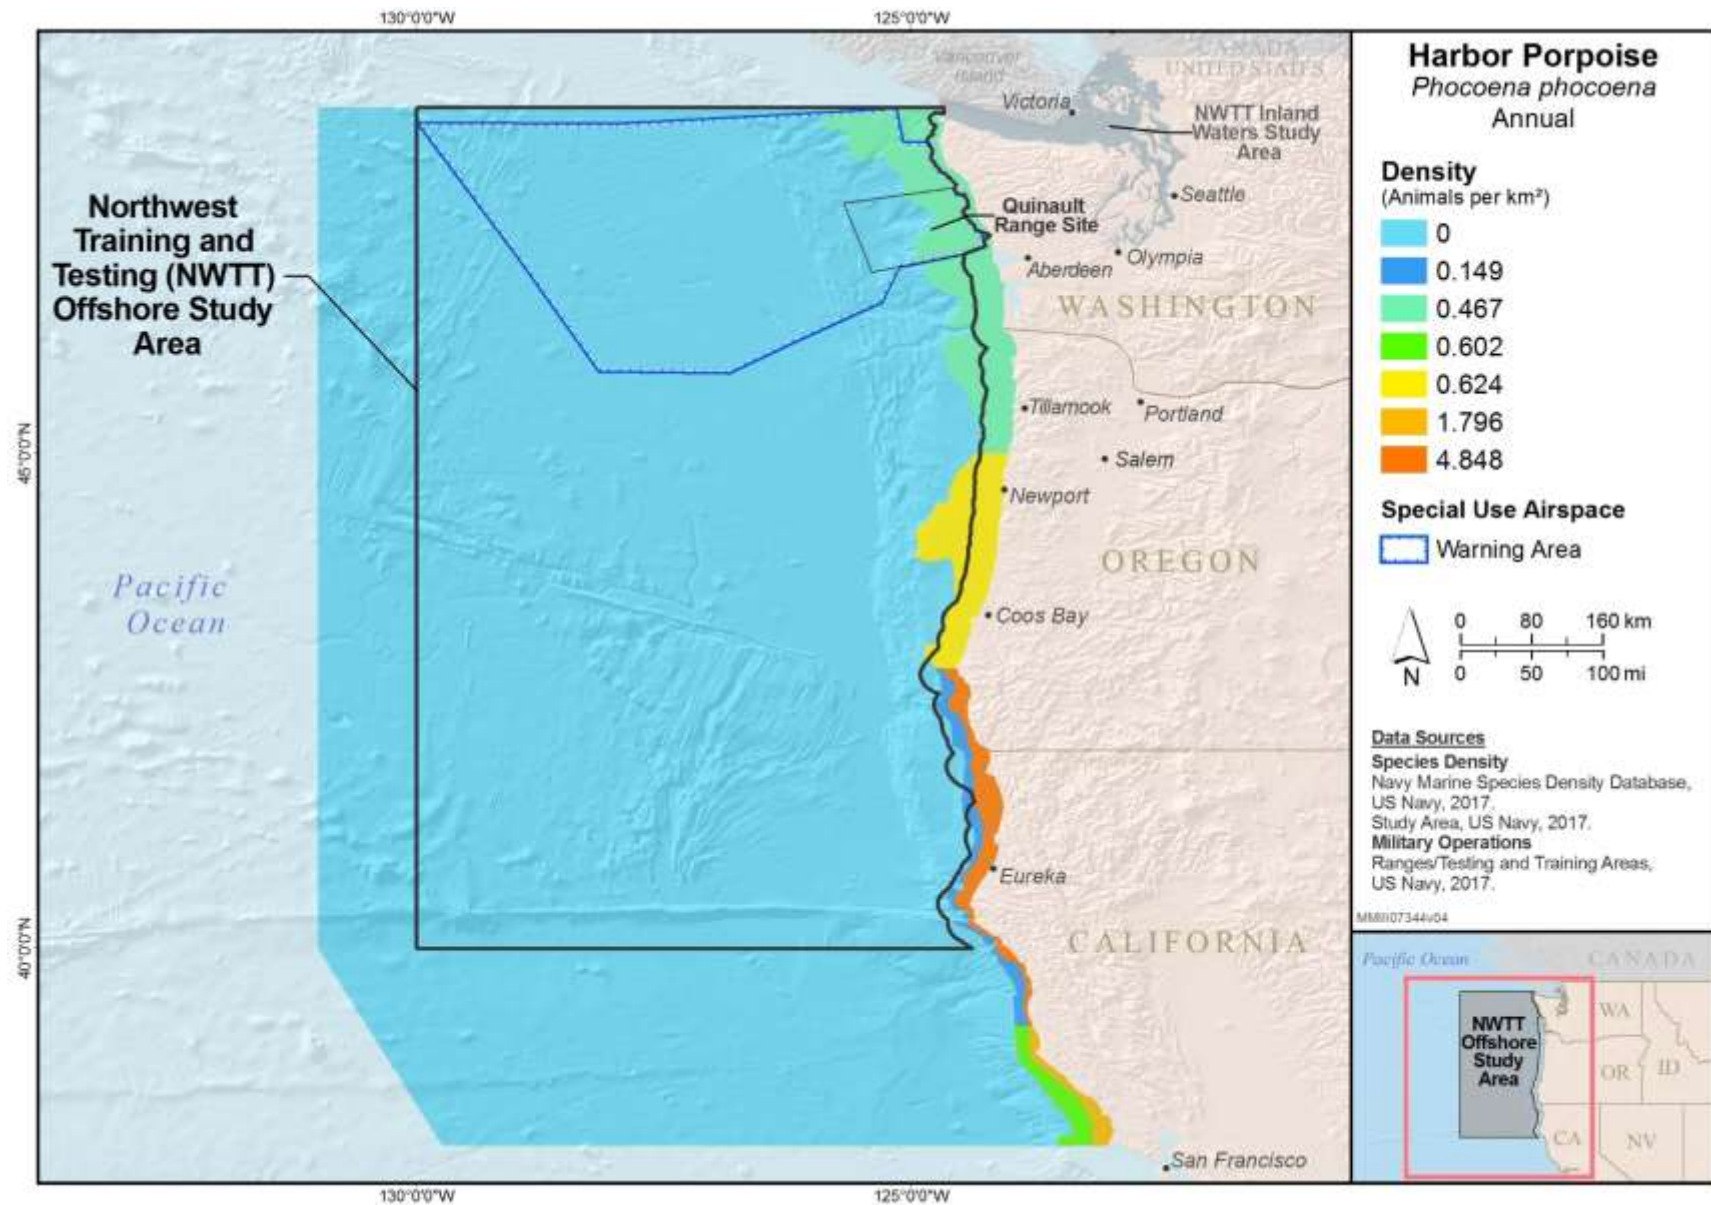 130°0'0"W
125°0'0"W
Vancouver
Island
CANADA
UNITED STATES
Victoria
NWTT Inland
Waters Study
Area
Seattle
Northwest
Training and
Testing (NWTT)
Offshore Study
Area
Quinault
Range Site
Aberdeen
Olympia
WASHINGTON
Tillamook
Portland
45°0'0"N
Salem
Newport
OREGON
Pacific
Ocean
Coos Bay
Eureka
40°0'0"N
CALIFORNIA
San Francisco
130°0'0"W
125°0'0"W
Harbor Porpoise
Phocoena phocoena
Annual
Density
(Animals per km²)
0
0.149
0.467
0.602
0.624
1.796
4.848
Special Use Airspace
Warning Area
0 80 160 km
0 50 100 mi
N
Data Sources
Species Density
Navy Marine Species Density Database,
US Navy, 2017.
Study Area, US Navy, 2017.
Military Operations
Ranges/Testing and Training Areas,
US Navy, 2017.
Pacific Ocean
CANADA
NWTT
Offshore
Study
Area
WA
OR
ID
CA
NV